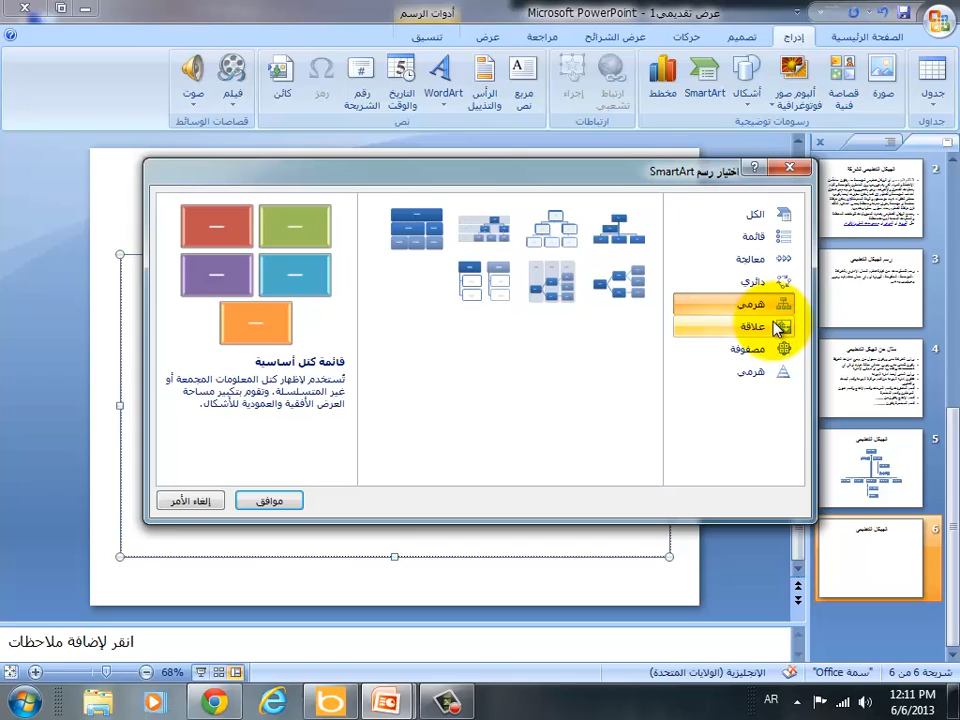 عرض تقديمي1 - Microsoft PowerPoint
أدوات الرسم
الصفحة الرئيسية
إدراج
تصميم
حركات
عرض الشرائح
مراجعة
عرض
تنسيق
جدول
صورة
قصاصة فنية
ألبوم صور فوتوغرافية
أشكال
SmartArt
مخطط
ارتباط تشعبي
إجراء
مربع نص
الرأس والتذييل
WordArt
التاريخ والوقت
رقم الشريحة
رمز
كائن
فيلم
صوت
جداول
رسومات توضيحية
ارتباطات
نص
قصاصات الوسائط
اختيار رسم SmartArt
الكل
قائمة
معالجة
دائري
هرمي
علاقة
مصفوفة
هرمي
قائمة كتل أساسية
تُستخدم لإظهار كتل المعلومات المجمعة أو
غير المتسلسلة. وتقوم بتكبير مساحة
العرض الأفقية والعمودية للأشكال.
موافق
إلغاء الأمر
2
3
4
5
6
انقر لإضافة ملاحظات
شريحة 6 من 6
"سمة Office"
الإنجليزية (الولايات المتحدة)
68%
AR
12:11 PM
6/6/2013